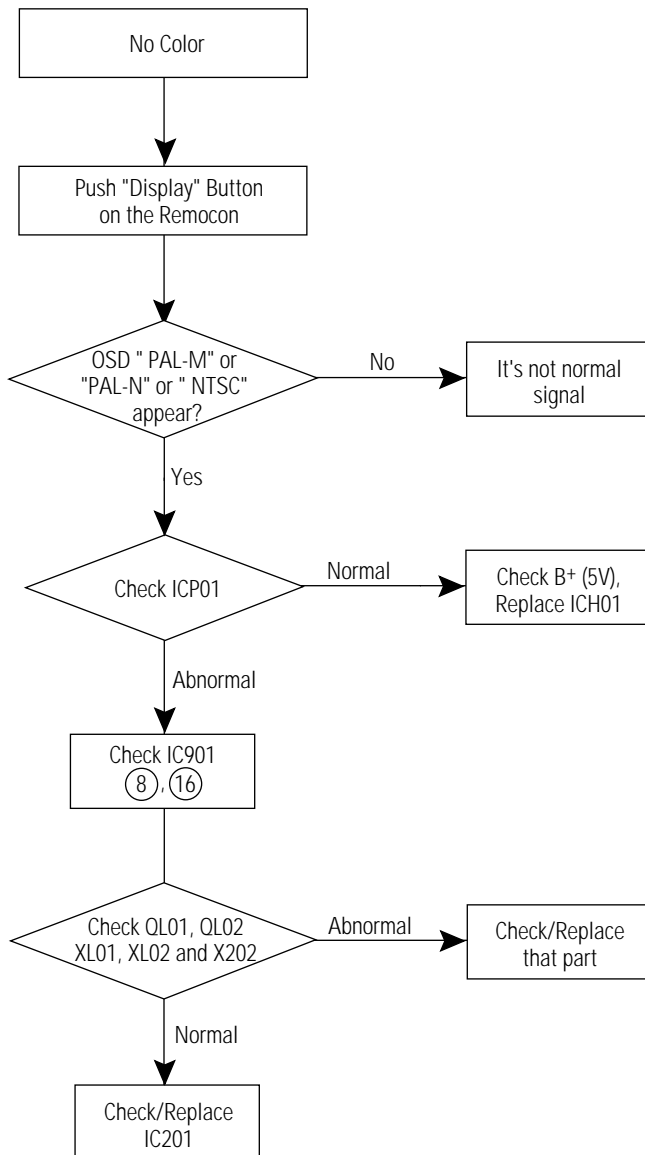 No Color
Push "Display" Button
on the Remocon
OSD " PAL-M" or
"PAL-N" or " NTSC"
appear?
No
It's not normal
signal
Yes
Check ICP01
Normal
Check B+ (5V),
Replace ICH01
Abnormal
Check IC901
8 , 16
Check QL01, QL02
XL01, XL02 and X202
Abnormal
Check/Replace
that part
Normal
Check/Replace
IC201